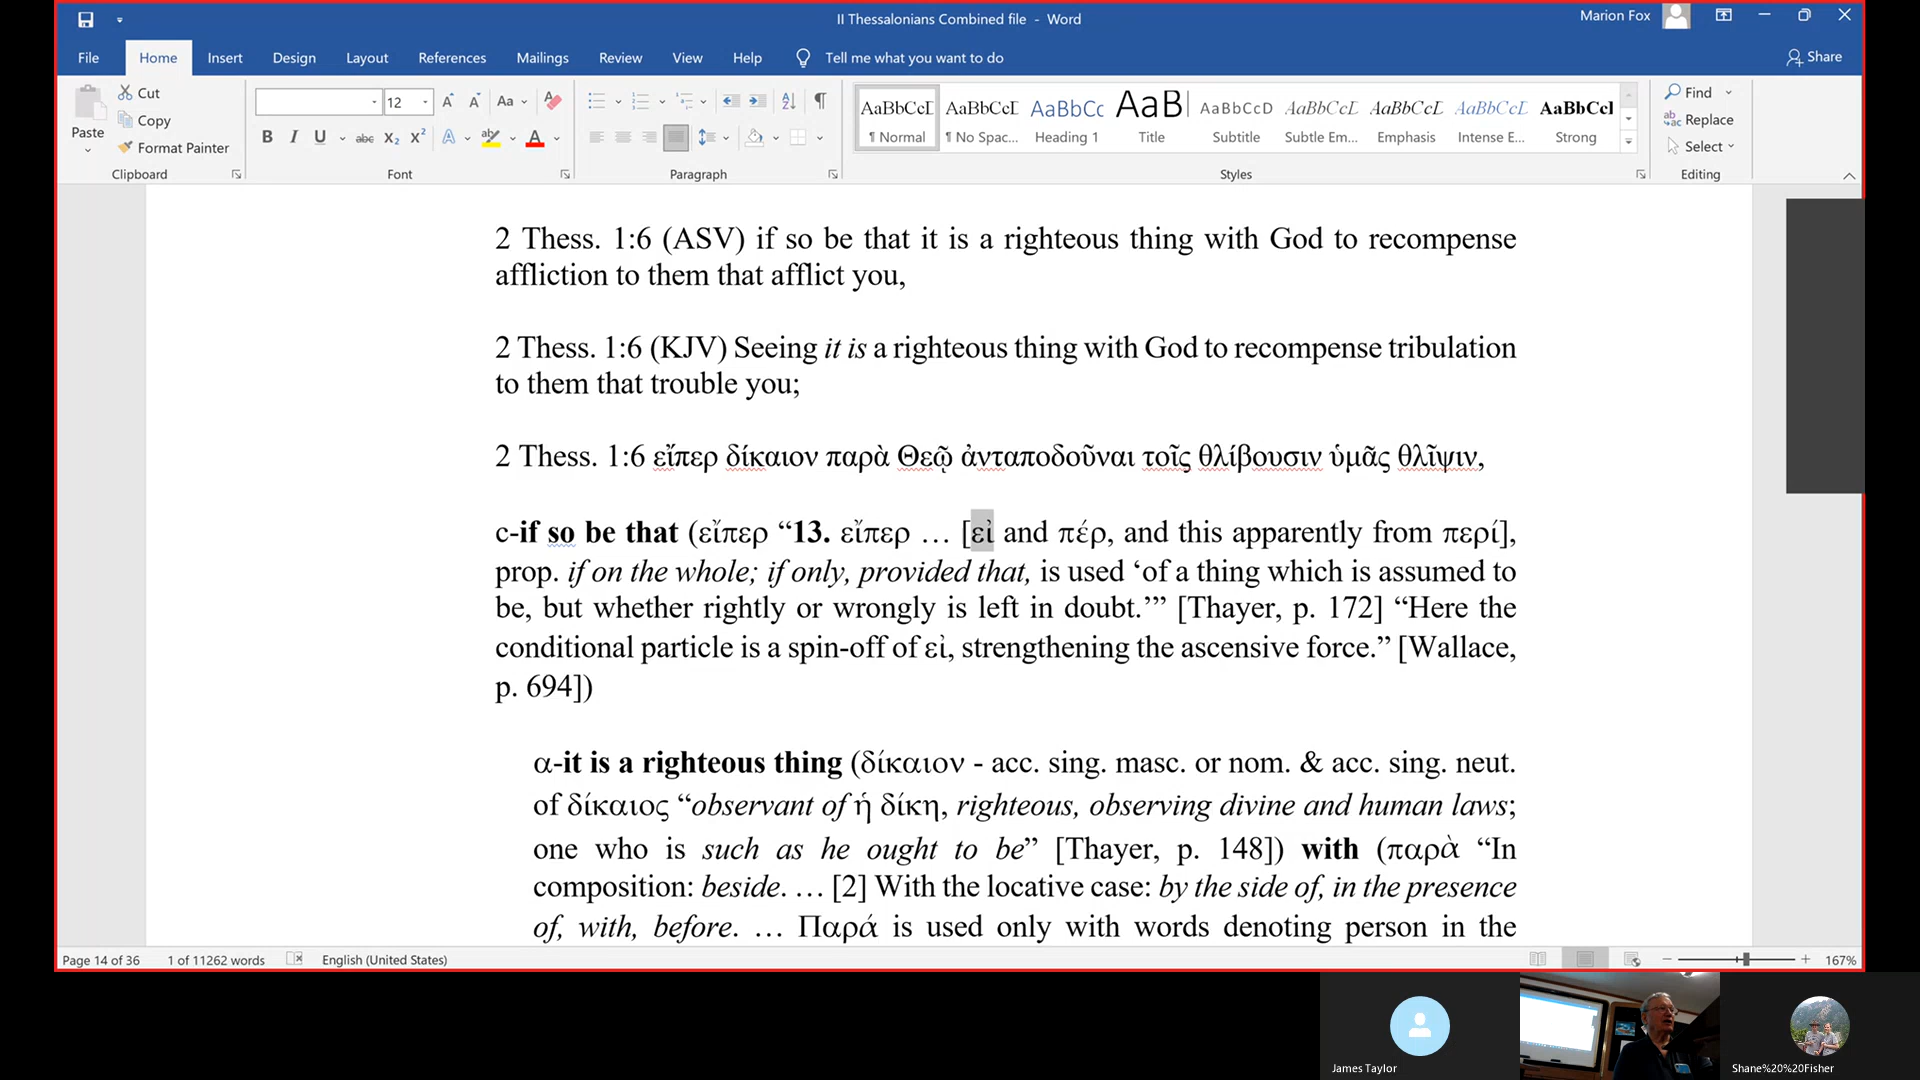 II Thessalonians Combined file - Word
Marion Fox
File Home Insert Design Layout References Mailings Review View Help Tell me what you want to do Share
Paste Cut Copy Format Painter
12
Aa
B I U abc X₂ X² A ab A
AaBbCcD AaBbCcD AaBbCc AaB AaBbCcD AaBbCcD AaBbCcD AaBbCcD AaBbCcl
¶ Normal ¶ No Spac... Heading 1 Title Subtitle Subtle Em... Emphasis Intense E... Strong
Find
Replace
Select
Clipboard Font Paragraph Styles Editing
2 Thess. 1:6 (ASV) if so be that it is a righteous thing with God to recompense
affliction to them that afflict you,
2 Thess. 1:6 (KJV) Seeing it is a righteous thing with God to recompense tribulation
to them that trouble you;
2 Thess. 1:6 εἴπερ δίκαιον παρὰ Θεῷ ἀνταποδοῦναι τοῖς θλίβουσιν ὑμᾶς θλῖψιν,
c-if so be that (εἴπερ “13. εἴπερ … [εἰ and πέρ, and this apparently from περί],
prop. if on the whole; if only, provided that, is used ‘of a thing which is assumed to
be, but whether rightly or wrongly is left in doubt.’” [Thayer, p. 172] “Here the
conditional particle is a spin-off of εἰ, strengthening the ascensive force.” [Wallace,
p. 694])
α-it is a righteous thing (δίκαιον - acc. sing. masc. or nom. & acc. sing. neut.
of δίκαιος “observant of ἡ δίκη, righteous, observing divine and human laws;
one who is such as he ought to be” [Thayer, p. 148]) with (παρὰ “In
composition: beside. … [2] With the locative case: by the side of, in the presence
of, with, before. … Παρά is used only with words denoting person in the
Page 14 of 36 1 of 11262 words English (United States) 167%
James Taylor
Shane%20%20Fisher